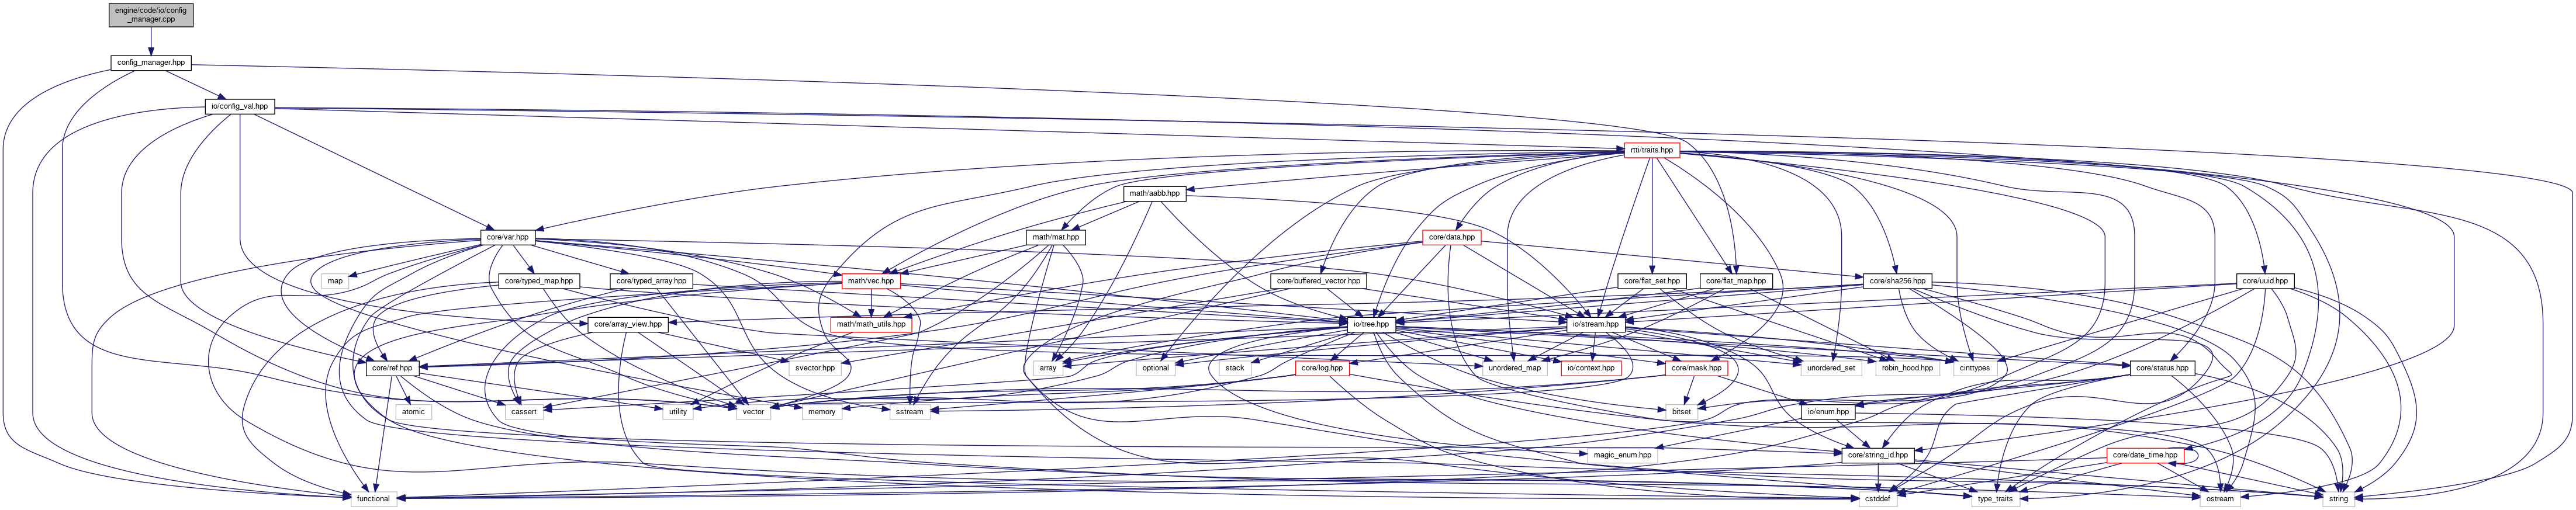 engine/code/io/config
_manager.cpp
config_manager.hpp
io/config_val.hpp
rtti/traits.hpp
math/aabb.hpp
core/var.hpp
math/mat.hpp
core/data.hpp
map
core/typed_map.hpp
core/typed_array.hpp
math/vec.hpp
core/buffered_vector.hpp
core/flat_set.hpp
core/flat_map.hpp
core/sha256.hpp
core/uuid.hpp
core/array_view.hpp
math/math_utils.hpp
io/tree.hpp
io/stream.hpp
core/ref.hpp
svector.hpp
array
optional
stack
core/log.hpp
unordered_map
io/context.hpp
core/mask.hpp
unordered_set
robin_hood.hpp
cinttypes
core/status.hpp
atomic
cassert
utility
vector
memory
sstream
bitset
io/enum.hpp
magic_enum.hpp
core/string_id.hpp
core/date_time.hpp
functional
cstddef
type_traits
ostream
string